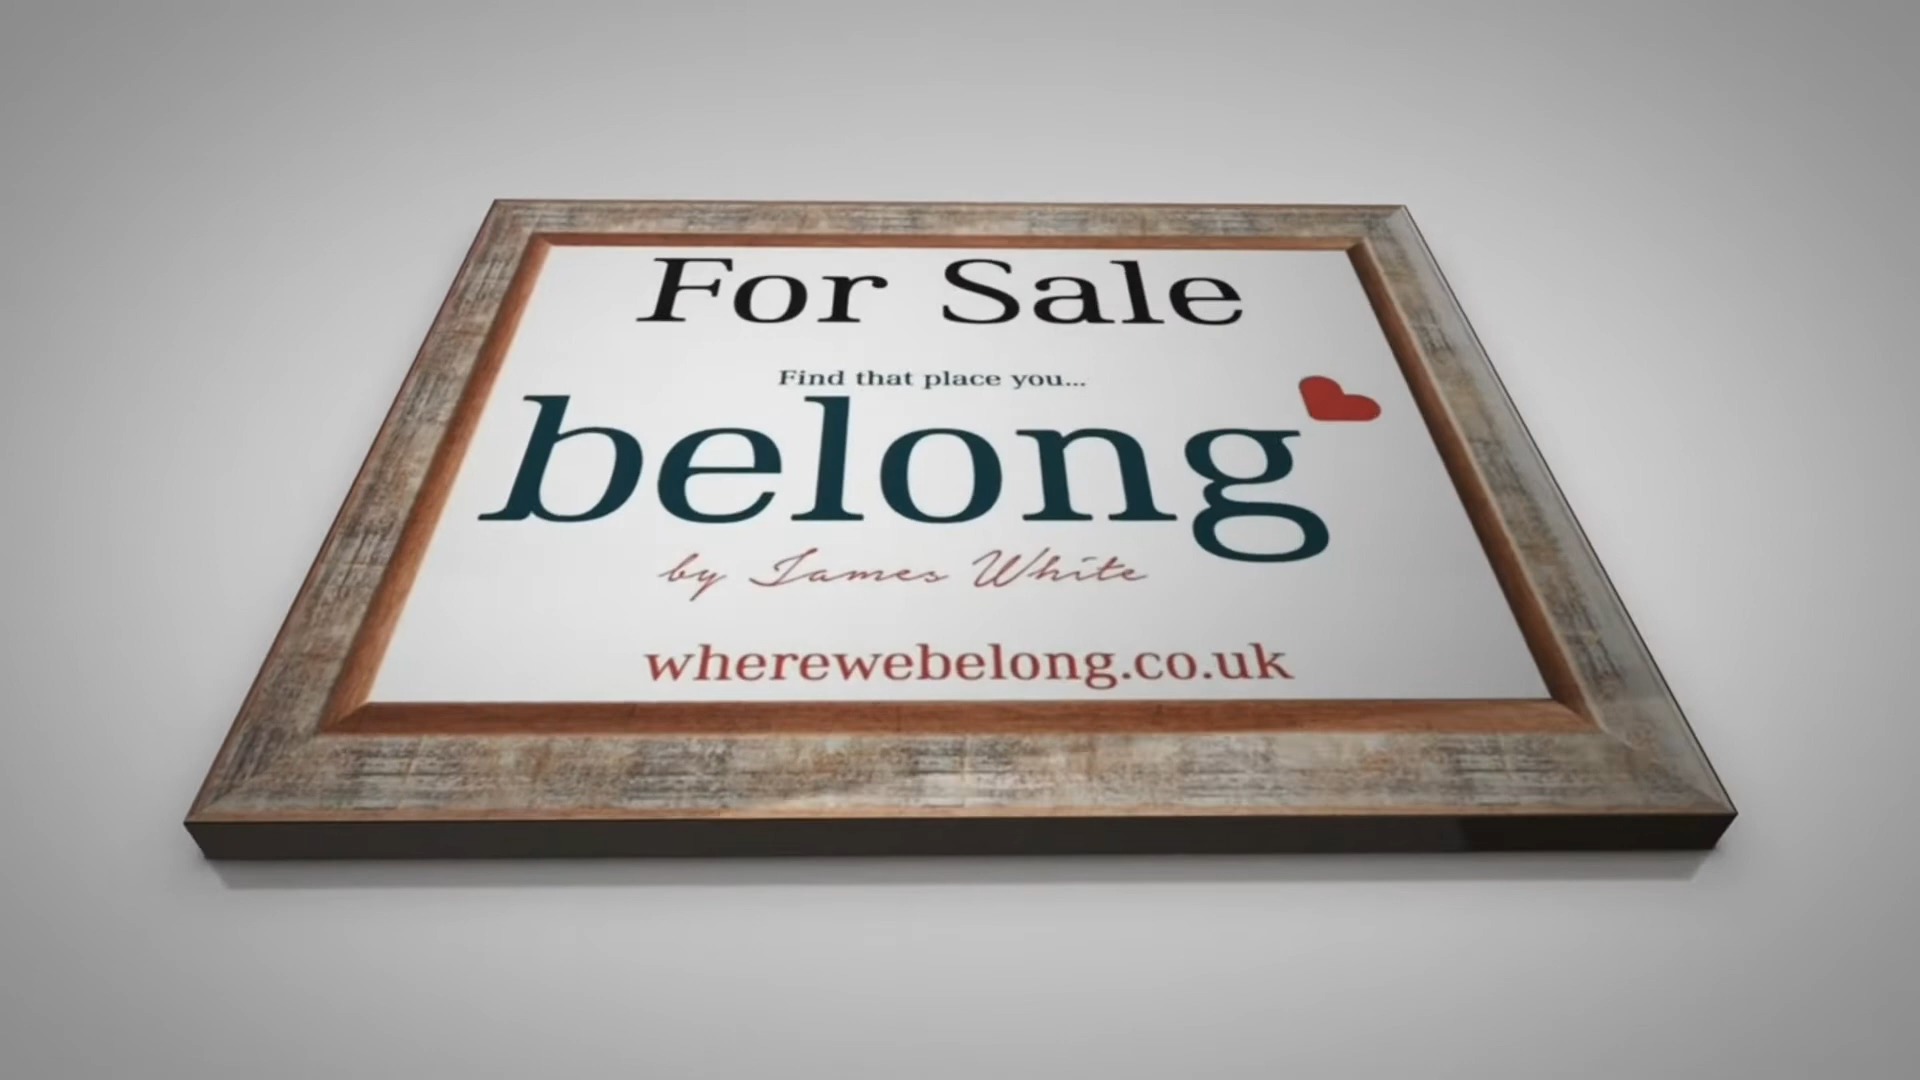 For Sale
Find that place you...
belong
by James White
wherewebelong.co.uk